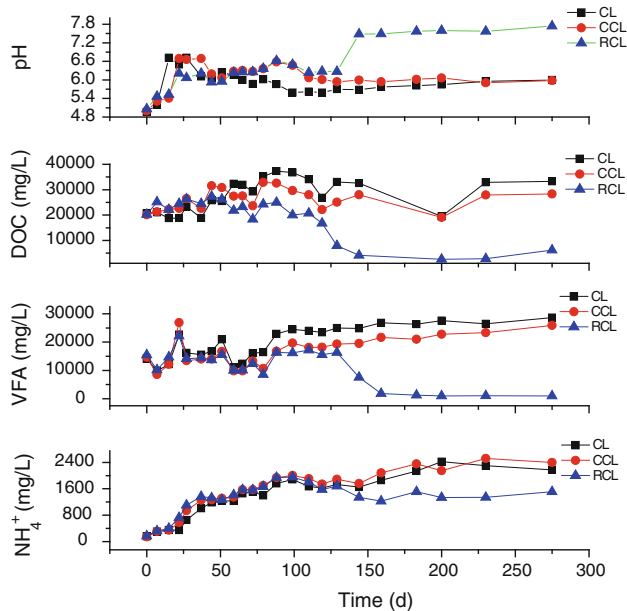 pH
7.8
7.2
6.6
6.0
5.4
4.8
CL
CCL
RCL
DOC (mg/L)
40000
30000
20000
10000
CL
CCL
RCL
VFA (mg/L)
30000
20000
10000
0
CL
CCL
RCL
NH4+ (mg/L)
2400
1600
800
0
CL
CCL
RCL
0 50 100 150 200 250 300
Time (d)